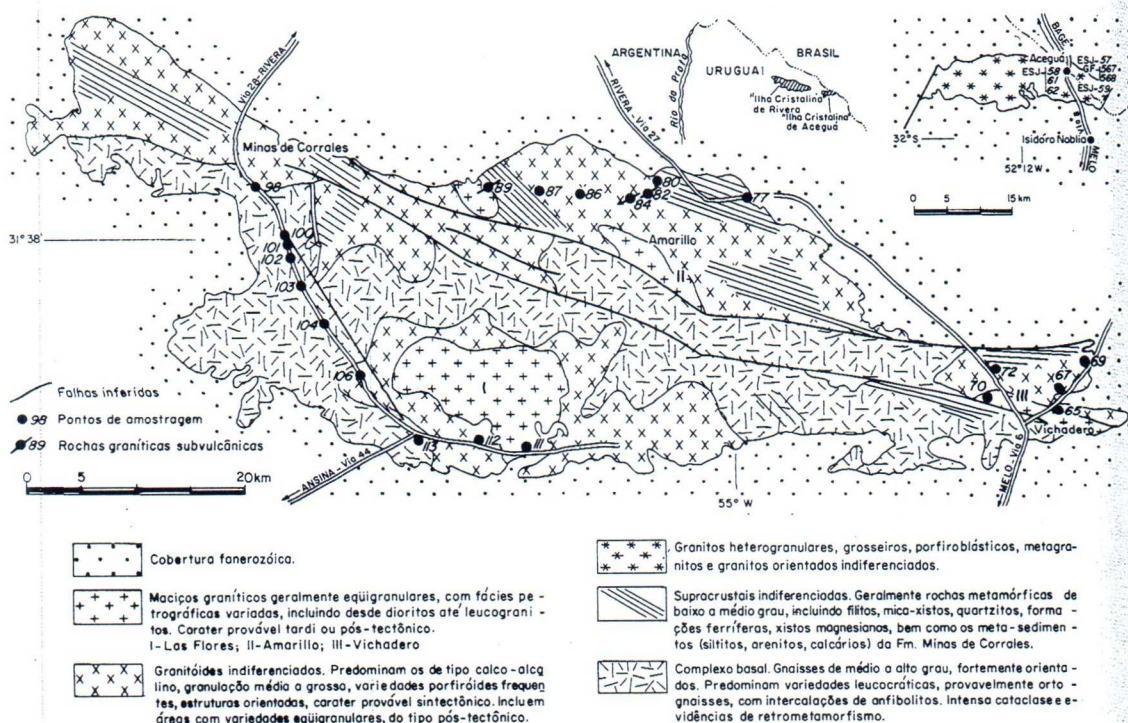 ARGENTINA
BRASIL
URUGUAI
Rio da Prata
"Ilha Cristalina
de Rivera
"Ilha Cristalina
de Aceguá"
BAGÉ
Aceguá
ESJ-58
61
62
ESJ-57
GF-567
568
ESJ-59
32°S
Isidoro Noblia
52°12'W
MELO
0 15 km
Via 28-RIVERA
RIVERA Via 27
Minas de Corrales
98
89
87
86
80
82
84
77
31°38'
100
101
102
103
104
Amarillo
II
106
I
72
70
III
67
69
65
Vichadero
113
112
111
ANSINA-Via 44
MELO-Via 6
55° W
Falhas inferidas
98 Pontos de amostragem
89 Rochas graníticas subvulcânicas
0 5 20km
Cobertura fanerozóica.
Maciços graníticos geralmente eqüigranulares, com fácies pe-
trográficas variadas, incluindo desde dioritos até leucograni-
tos. Carater provável tardi ou pós-tectônico.
I-Las Flores; II-Amarillo; III-Vichadero
Granitóides indiferenciados. Predominam os de tipo calco-alca
lino, granulação média a grossa, variedades porfiróides frequen
tes, estruturas orientadas, carater provável sintectônico. Incluem
áreas com variedades eqüigranulares, do tipo pós-tectônico.
Granitos heterogranulares, grosseiros, porfiroblásticos, metagra-
nitos e granitos orientados indiferenciados.
Supracrustais indiferenciadas. Geralmente rochas metamórficas de
baixo a médio grau, incluindo filitos, mica-xistos, quartzitos, forma -
ções ferríferas, xistos magnesianos, bem como os meta-sedimen-
tos (siltitos, arenitos, calcários) da Fm. Minas de Corrales.
Complexo basal. Gnaisses de médio a alto grau, fortemente orienta -
dos. Predominam variedades leucocráticas, provavelmente orto -
gnaisses, com intercalações de anfibolitos. Intensa cataclase e e-
vidências de retrometamorfismo.